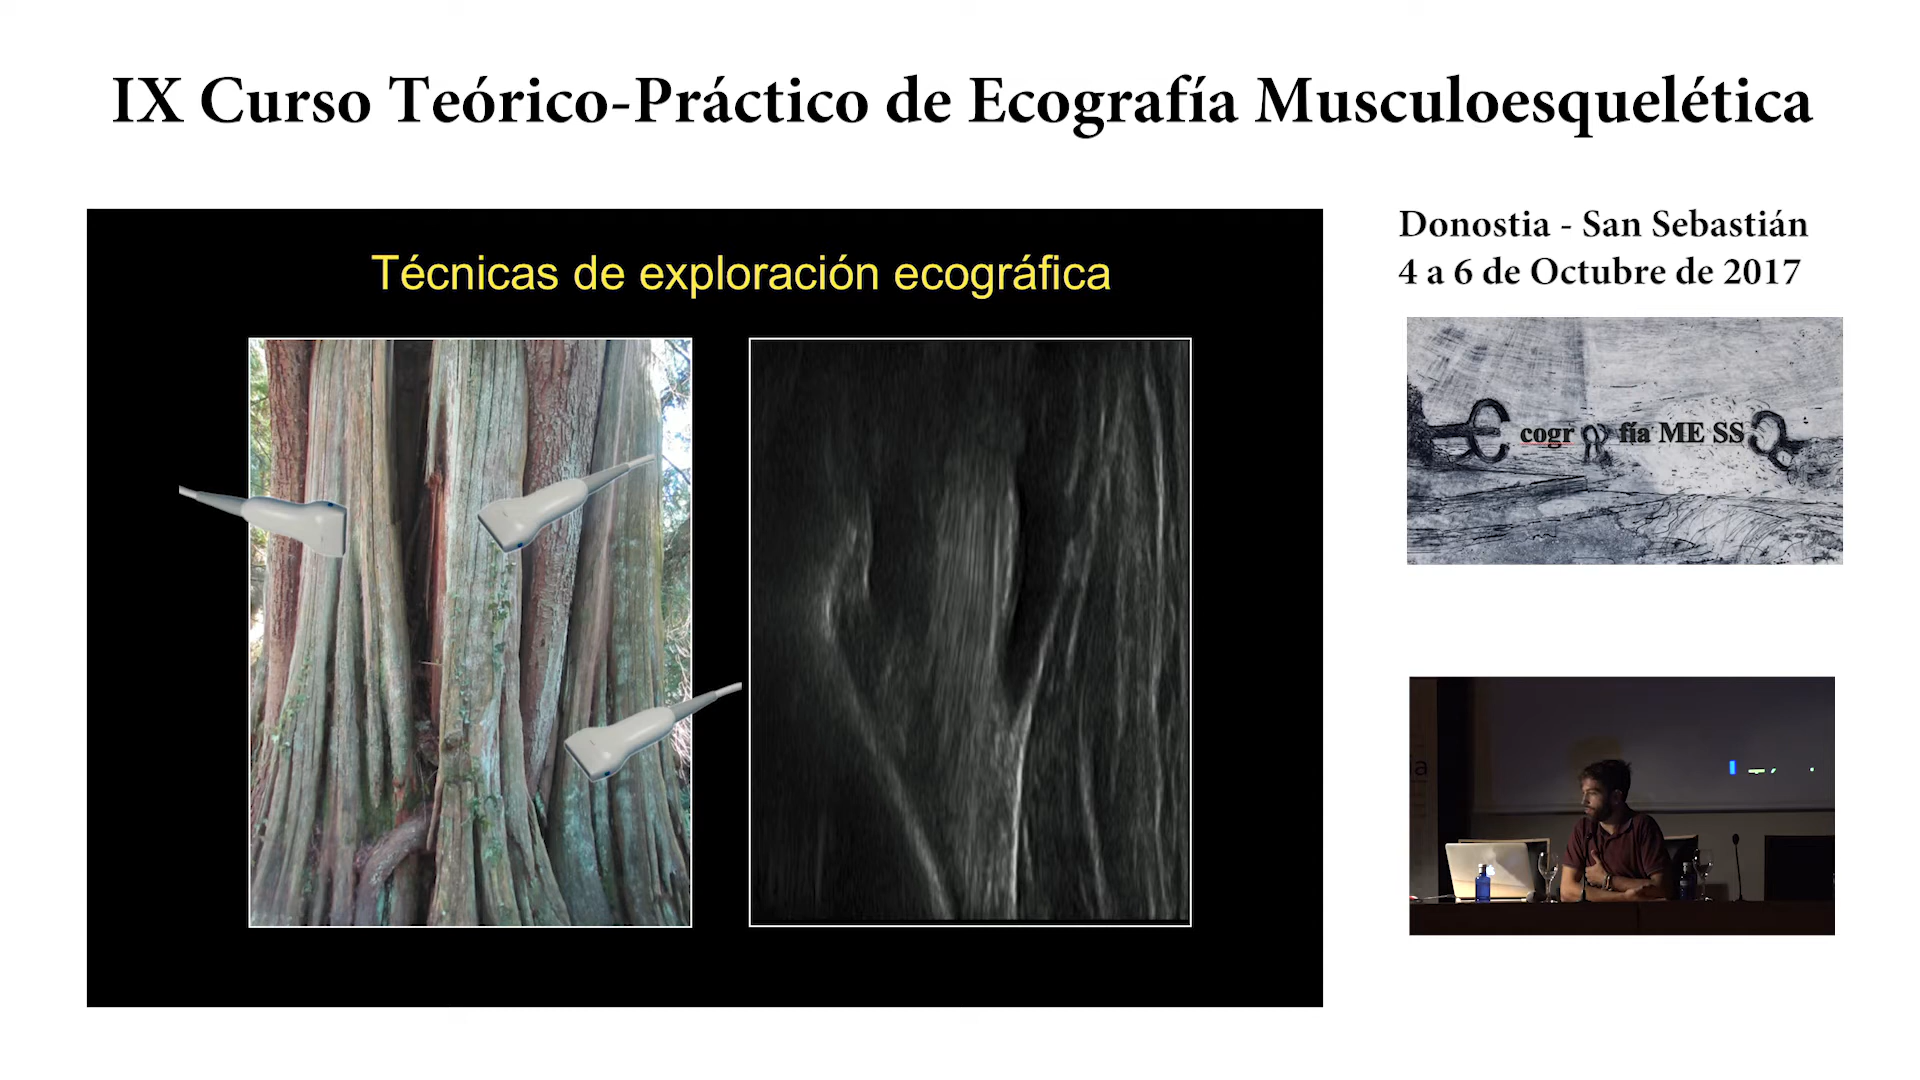 IX Curso Teórico-Práctico de Ecografía Musculoesquelética
Técnicas de exploración ecográfica
Donostia - San Sebastián
4 a 6 de Octubre de 2017
cogr fía ME SS
ia